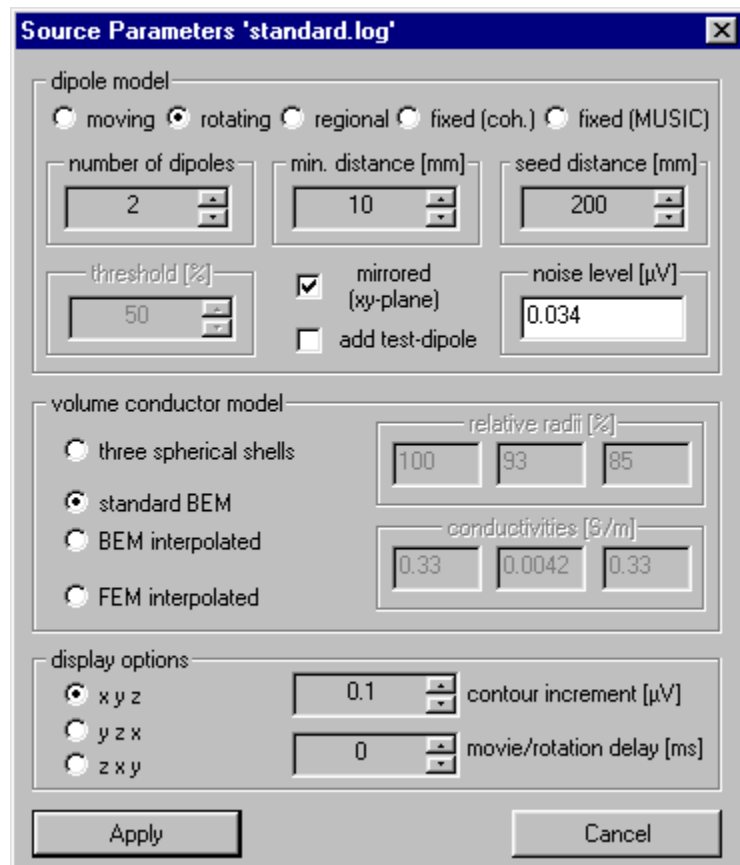 Source Parameters 'standard.log'
dipole model
moving rotating regional fixed (coh.) fixed (MUSIC)
number of dipoles min. distance [mm] seed distance [mm]
2 10 200
threshold [%] mirrored noise level [µV]
50 (xy-plane) 0.034
add test-dipole
volume conductor model
relative radii [%]
three spherical shells 100 93 85
standard BEM
conductivities [S/m]
BEM interpolated 0.33 0.0042 0.33
FEM interpolated
display options
x y z 0.1 contour increment [µV]
y z x 0 movie/rotation delay [ms]
z x y
Apply Cancel